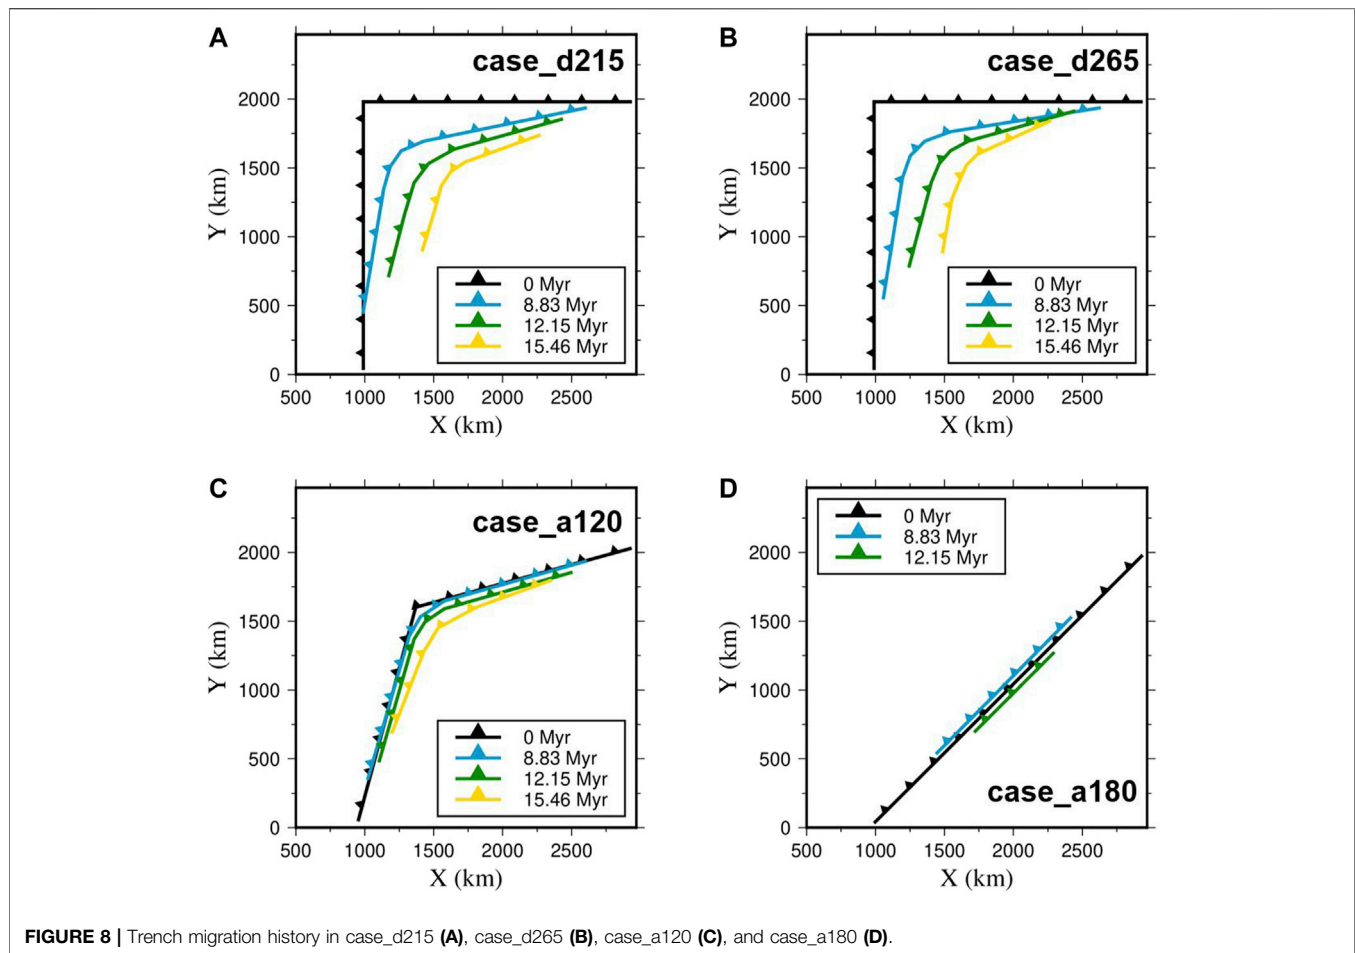 A
case_d215
2000
1500
1000
500
0
Y (km)
0 Myr
8.83 Myr
12.15 Myr
15.46 Myr
500 1000 1500 2000 2500
X (km)
B
case_d265
2000
1500
1000
500
0
Y (km)
0 Myr
8.83 Myr
12.15 Myr
15.46 Myr
500 1000 1500 2000 2500
X (km)
C
case_a120
2000
1500
1000
500
0
Y (km)
0 Myr
8.83 Myr
12.15 Myr
15.46 Myr
500 1000 1500 2000 2500
X (km)
D
0 Myr
8.83 Myr
12.15 Myr
2000
1500
1000
500
0
Y (km)
case_a180
500 1000 1500 2000 2500
X (km)
FIGURE 8 | Trench migration history in case_d215 (A), case_d265 (B), case_a120 (C), and case_a180 (D).